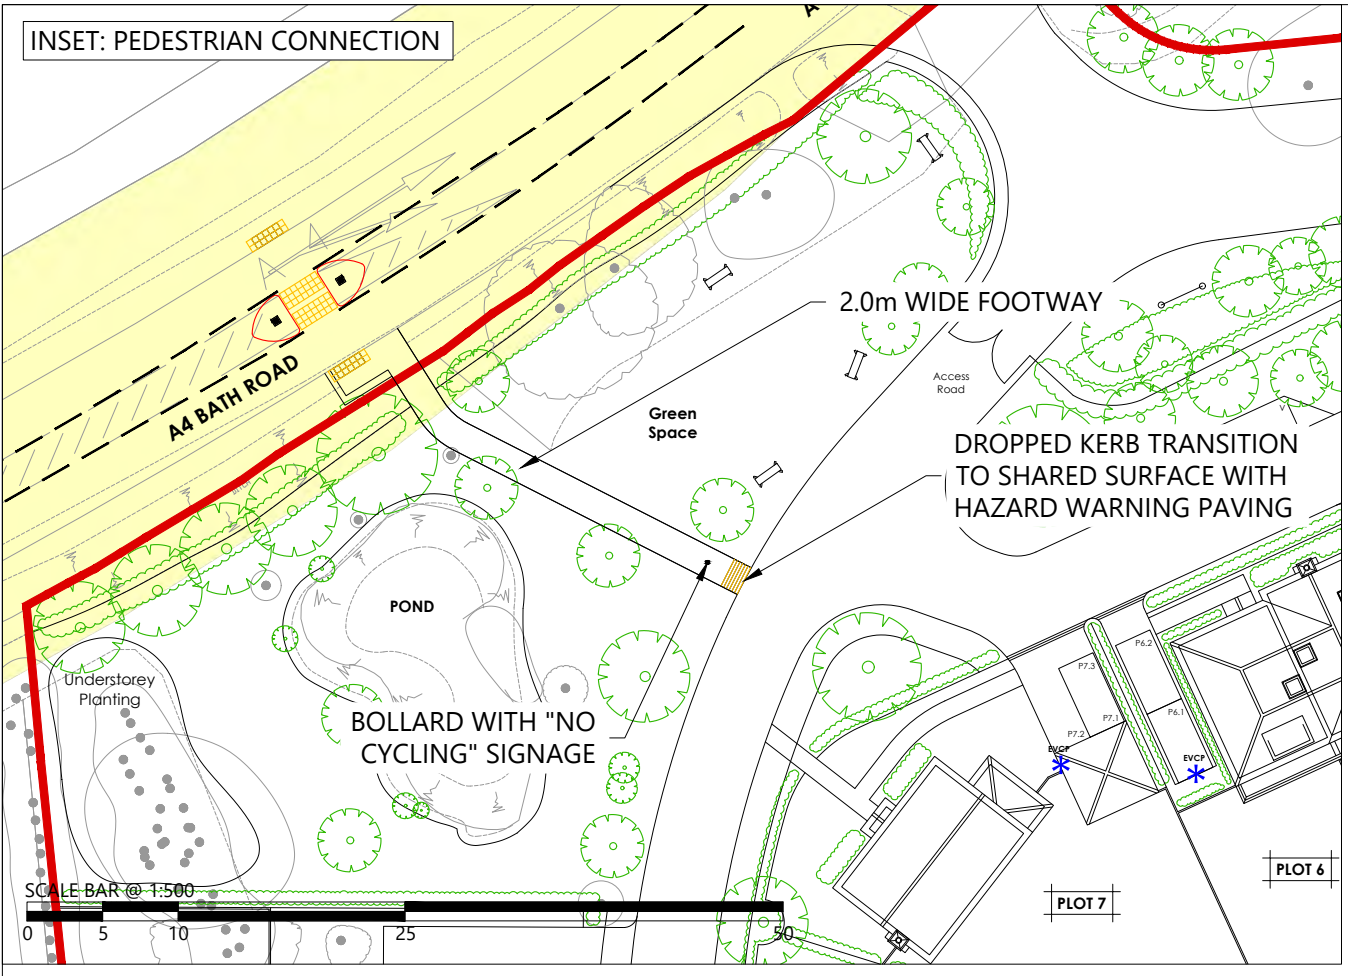 INSET: PEDESTRIAN CONNECTION
A4 BATH ROAD
2.0m WIDE FOOTWAY
Access
Road
Green
Space
DROPPED KERB TRANSITION
TO SHARED SURFACE WITH
HAZARD WARNING PAVING
POND
Understorey
Planting
BOLLARD WITH "NO
CYCLING" SIGNAGE
P6.2
P7.3
P7.1
P6.1
P7.2
EVCP
EVCP
PLOT 6
PLOT 7
SCALE BAR @ 1:500
0 5 10 25 50